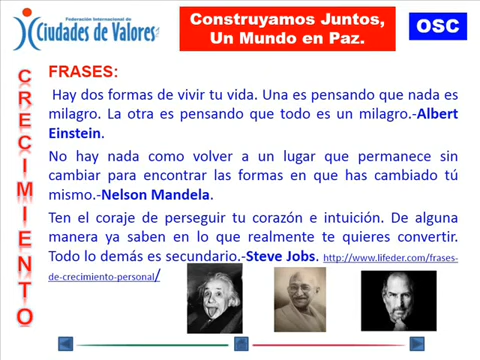 Federación Internacional de
Ciudades de Valores
Construyamos Juntos,
Un Mundo en Paz.
OSC
CRECIMIENTO
FRASES:
Hay dos formas de vivir tu vida. Una es pensando que nada es
milagro. La otra es pensando que todo es un milagro.-Albert
Einstein.
No hay nada como volver a un lugar que permanece sin
cambiar para encontrar las formas en que has cambiado tú
mismo.-Nelson Mandela.
Ten el coraje de perseguir tu corazón e intuición. De alguna
manera ya saben en lo que realmente te quieres convertir.
Todo lo demás es secundario.-Steve Jobs. http://www.lifeder.com/frases-
de-crecimiento-personal/